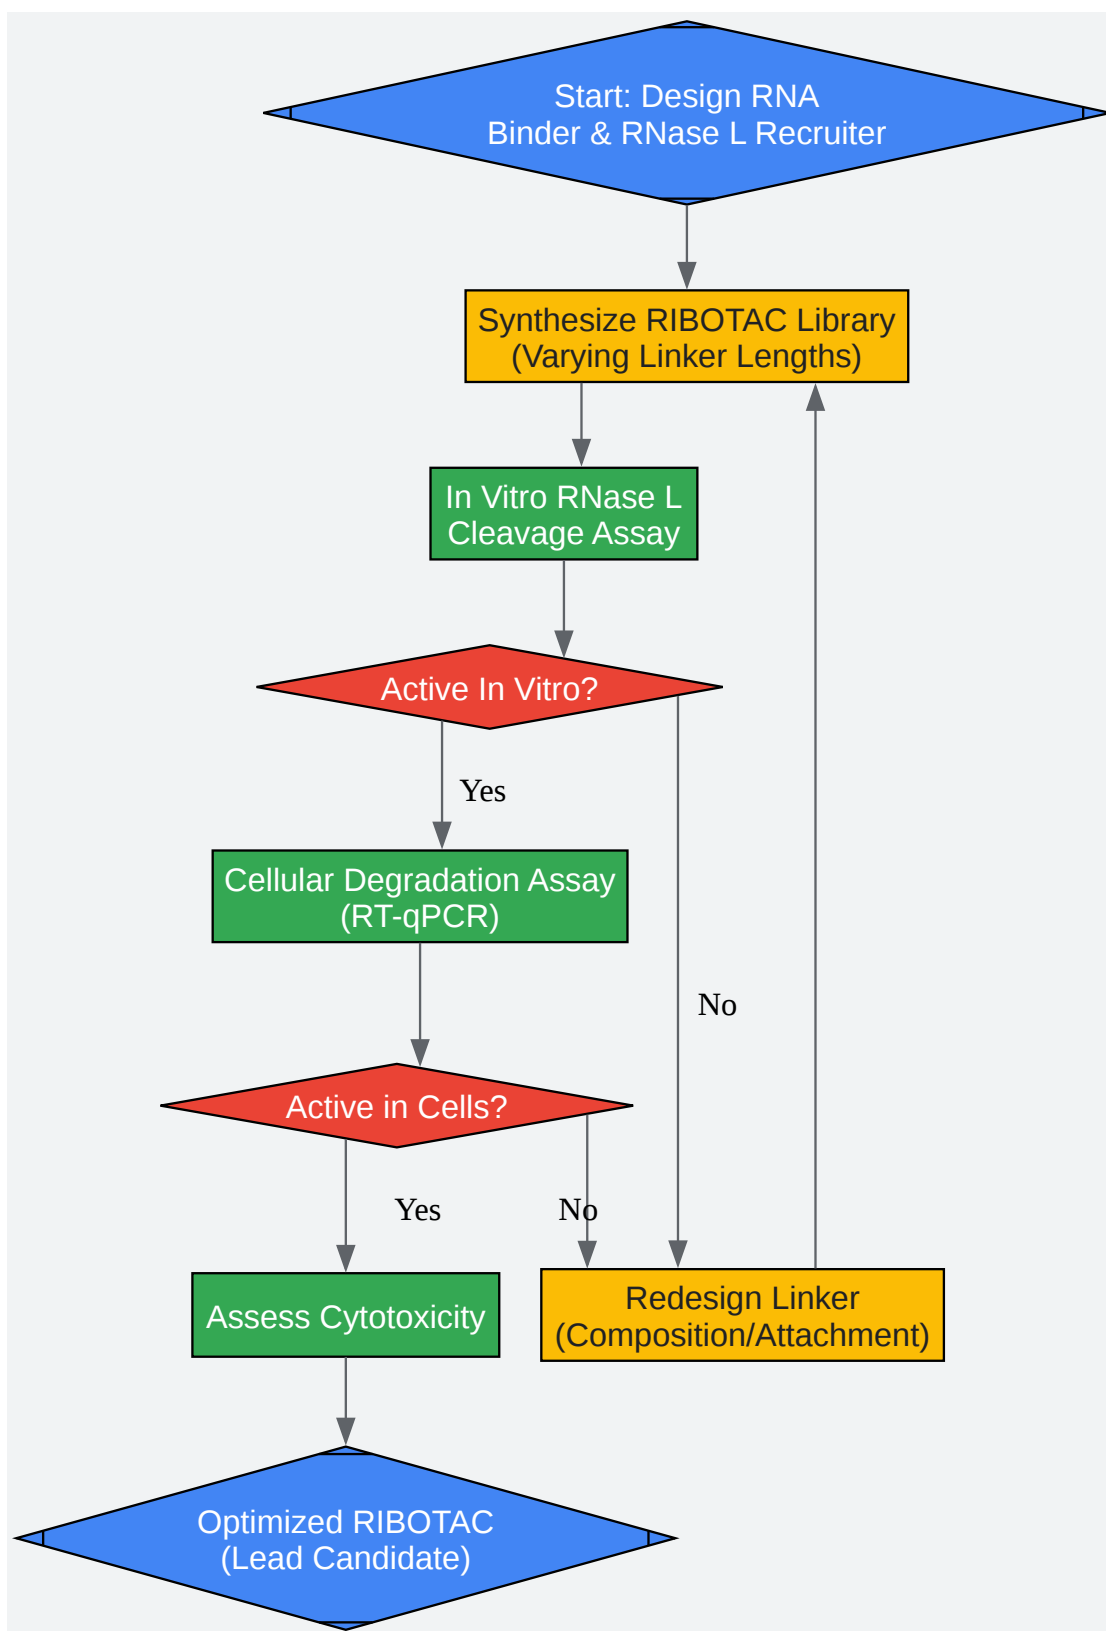 Start: Design RNA
Binder & RNase L Recruiter
Synthesize RIBOTAC Library
(Varying Linker Lengths)
In Vitro RNase L
Cleavage Assay
Active In Vitro?
Yes
Cellular Degradation Assay
(RT-qPCR)
No
Active in Cells?
Yes
No
Assess Cytotoxicity
Redesign Linker
(Composition/Attachment)
Optimized RIBOTAC
(Lead Candidate)